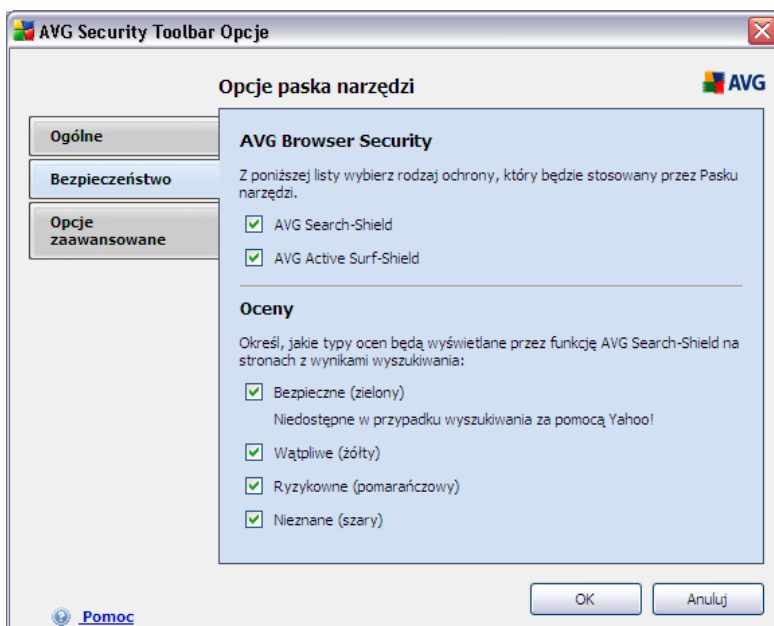 AVG Security Toolbar Opcje
Opcje paska narzędzi
AVG
Ogólne
Bezpieczeństwo
Opcje
zaawansowane
AVG Browser Security
Z poniższej listy wybierz rodzaj ochrony, który będzie stosowany przez Pasku
narzędzi.
AVG Search-Shield
AVG Active Surf-Shield
Oceny
Określ, jakie typy ocen będą wyświetlane przez funkcję AVG Search-Shield na
stronach z wynikami wyszukiwania:
Bezpieczne (zielony)
Niedostępne w przypadku wyszukiwania za pomocą Yahoo!
Wątpliwe (żółty)
Ryzykowne (pomarańczowy)
Nieznane (szary)
OK
Anuluj
Pomoc